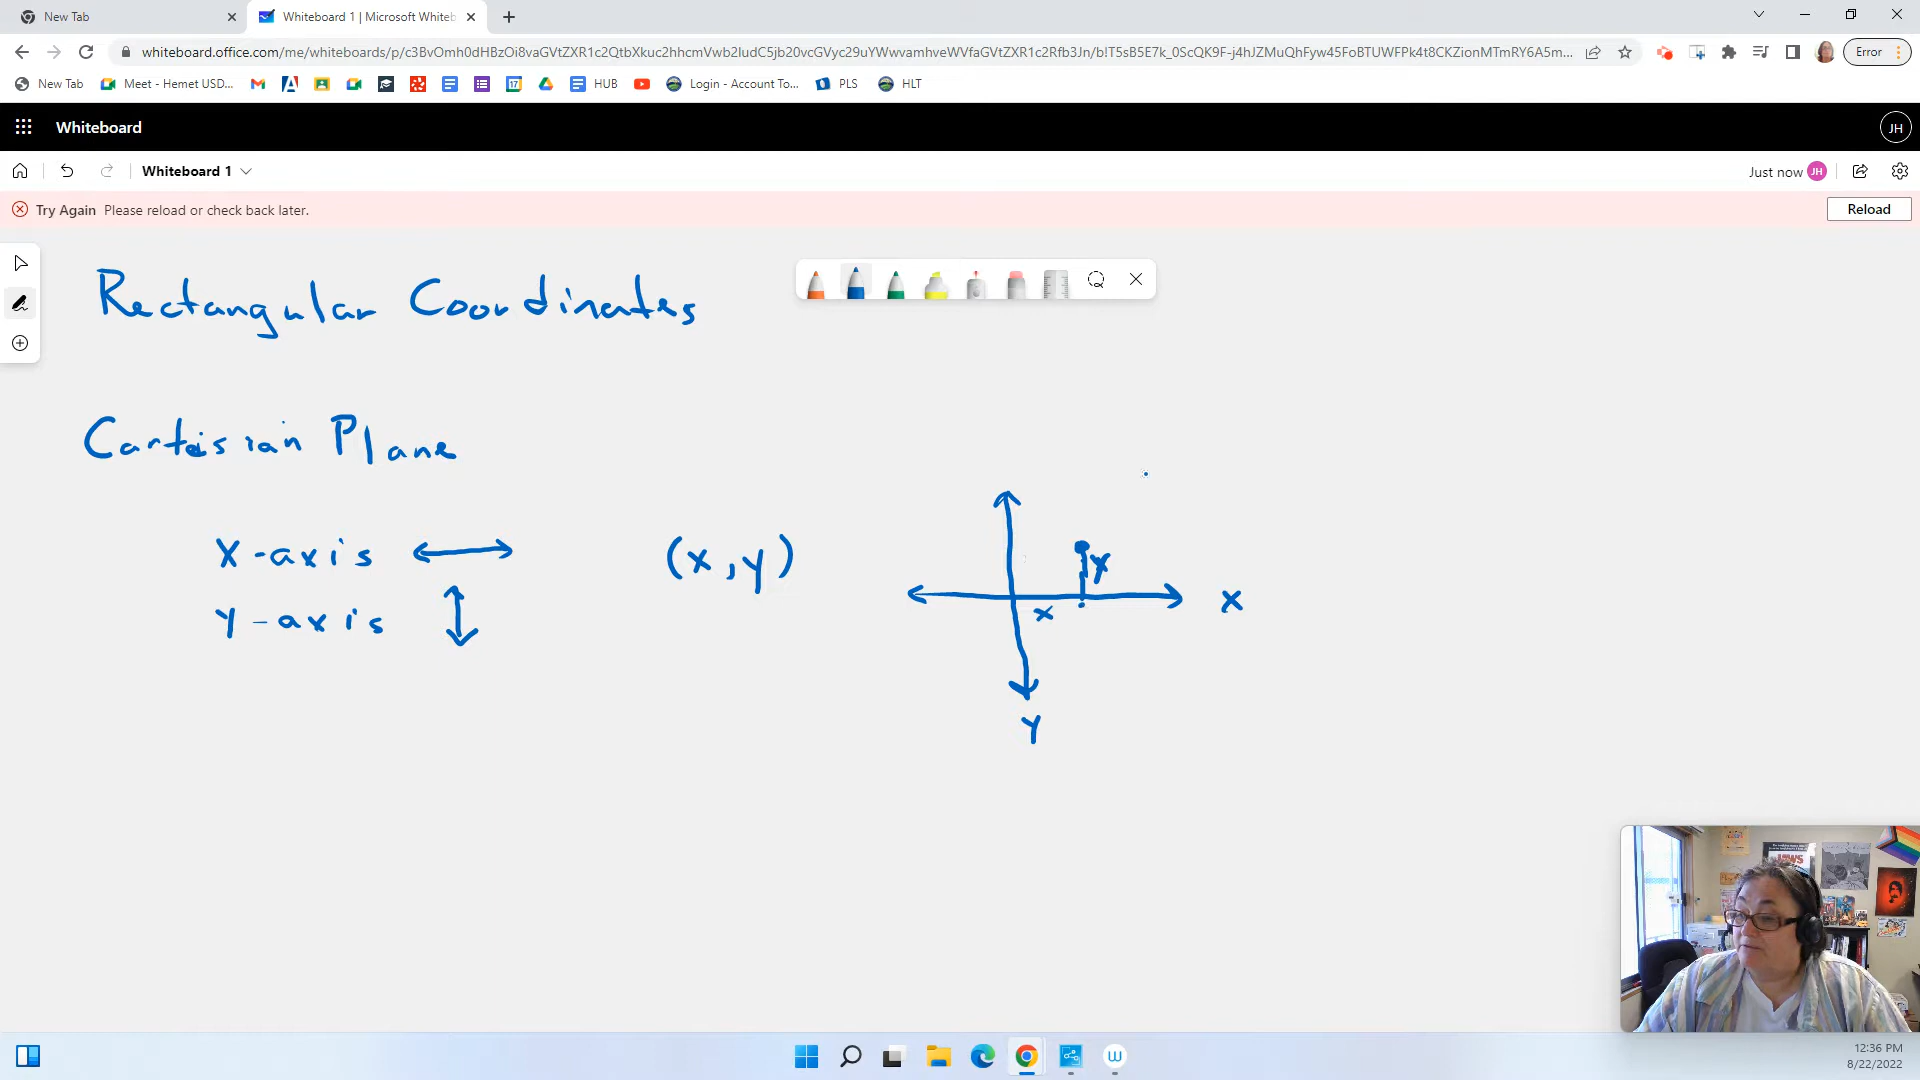 New Tab
Whiteboard 1 | Microsoft Whiteb
whiteboard.office.com/me/whiteboards/p/c3BvOmh0dHBzOi8vaGVtZXR1c2QtbXkuc2hhcmVwb2ludC5jb20vcGVyc29uYWwvamhveWVfaGVtZXR1c2Rfb3Jn/b!T5sB5E7k_0ScQK9F-j4hJZMuQhFyw45FoBTUWFPk4t8CKZionMTmRY6A5m...
Error
New Tab
Meet - Hemet USD...
17
HUB
Login - Account To...
PLS
HLT
Whiteboard
JH
Whiteboard 1
Just now JH
Try Again Please reload or check back later.
Reload
Rectangular Coordinates
Cartesian Plane
x-axis
y-axis
(x,y)
y
x
x
y
12:36 PM
8/22/2022